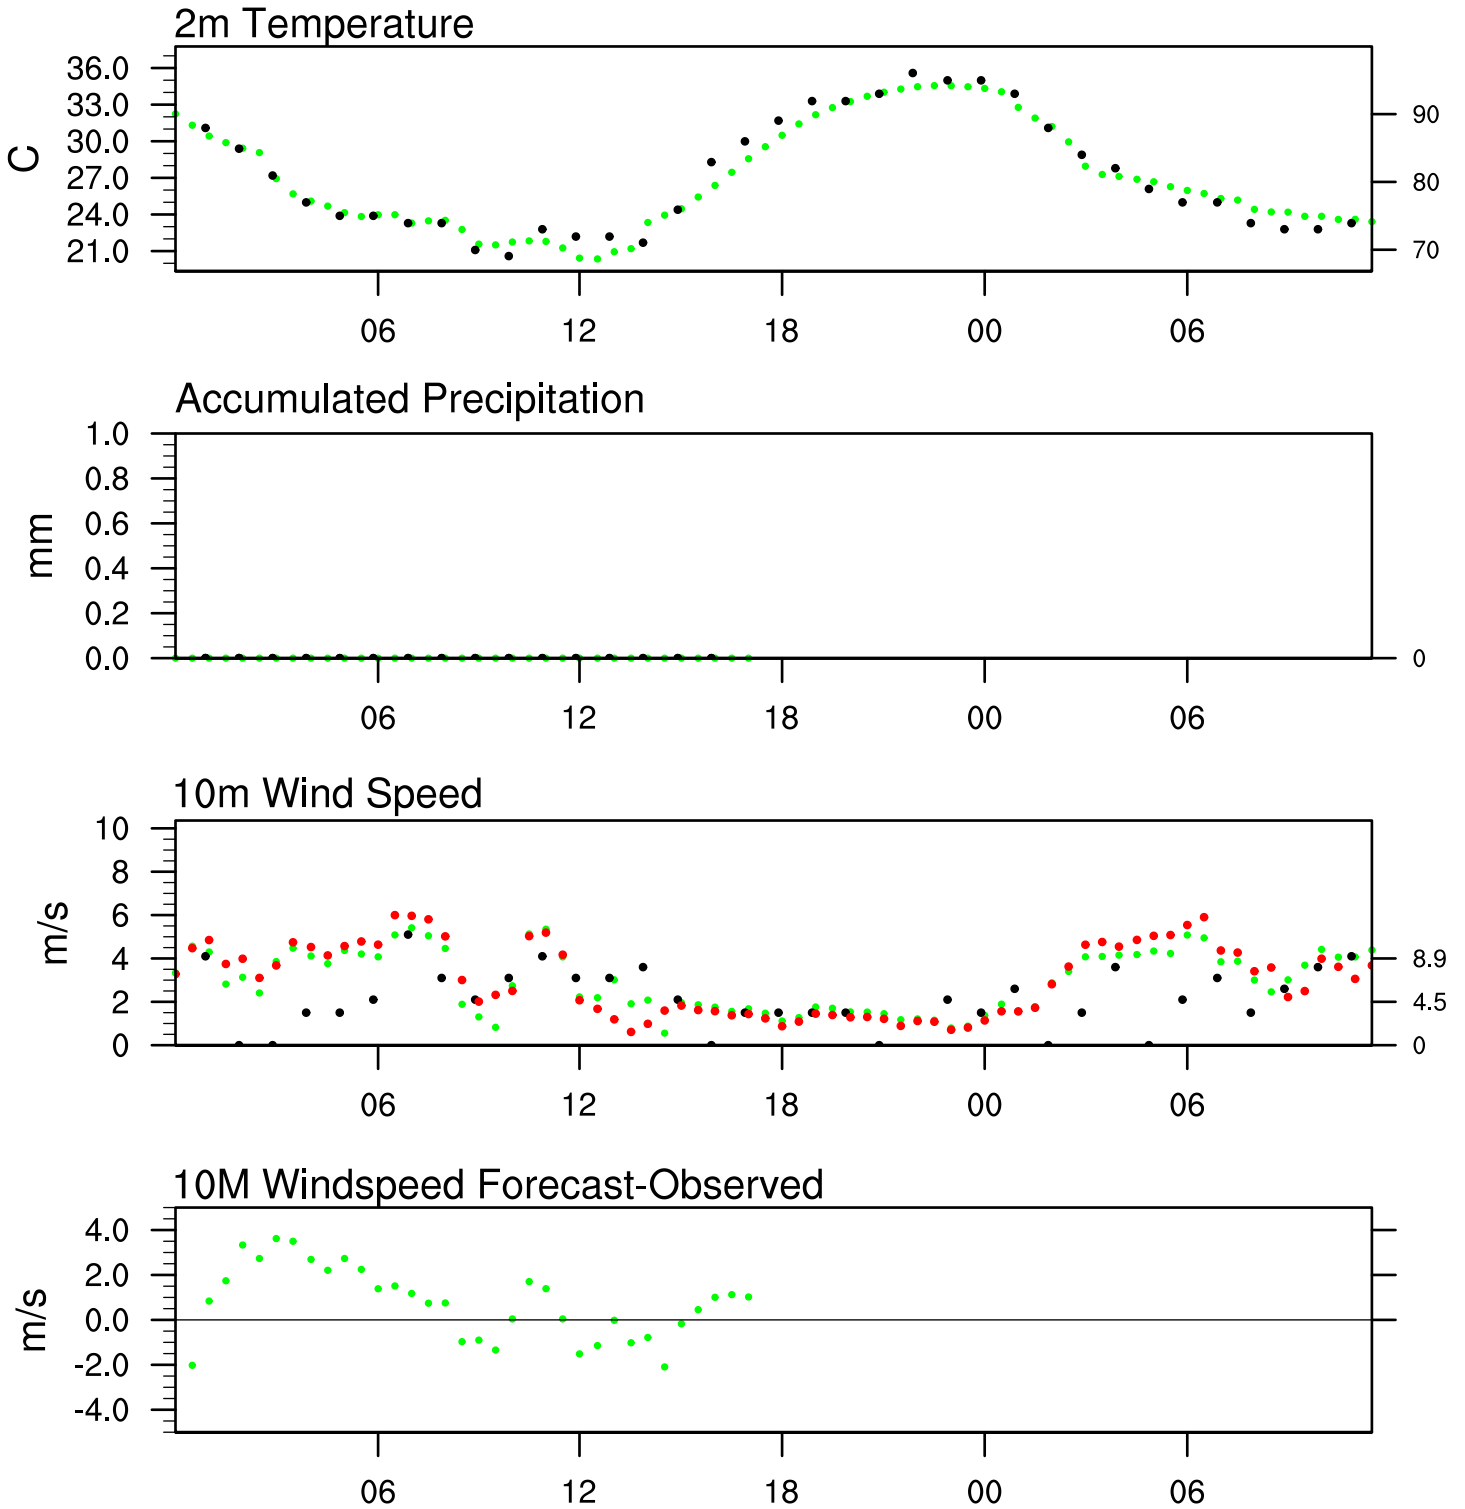 2m Temperature
36.0
33.0
30.0
27.0
24.0
21.0
C
90
80
70
06 12 18 00 06
Accumulated Precipitation
1.0
0.8
0.6
0.4
0.2
0.0
mm
0
06 12 18 00 06
10m Wind Speed
10
8
6
4
2
0
m/s
8.9
4.5
0
06 12 18 00 06
10M Windspeed Forecast-Observed
4.0
2.0
0.0
-2.0
-4.0
m/s
06 12 18 00 06